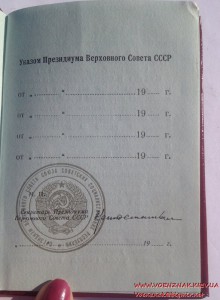 Указом Президиума Верховного Совета СССР
от „ “ 19 г.
от „ “ 19 г.
от „ “ 19 г.
от „ “ 19 г.
М. П.
Секретарь Президиума
Верховного Совета СССР
19 г.
WWW.VOENZNAK.KIEV.UA